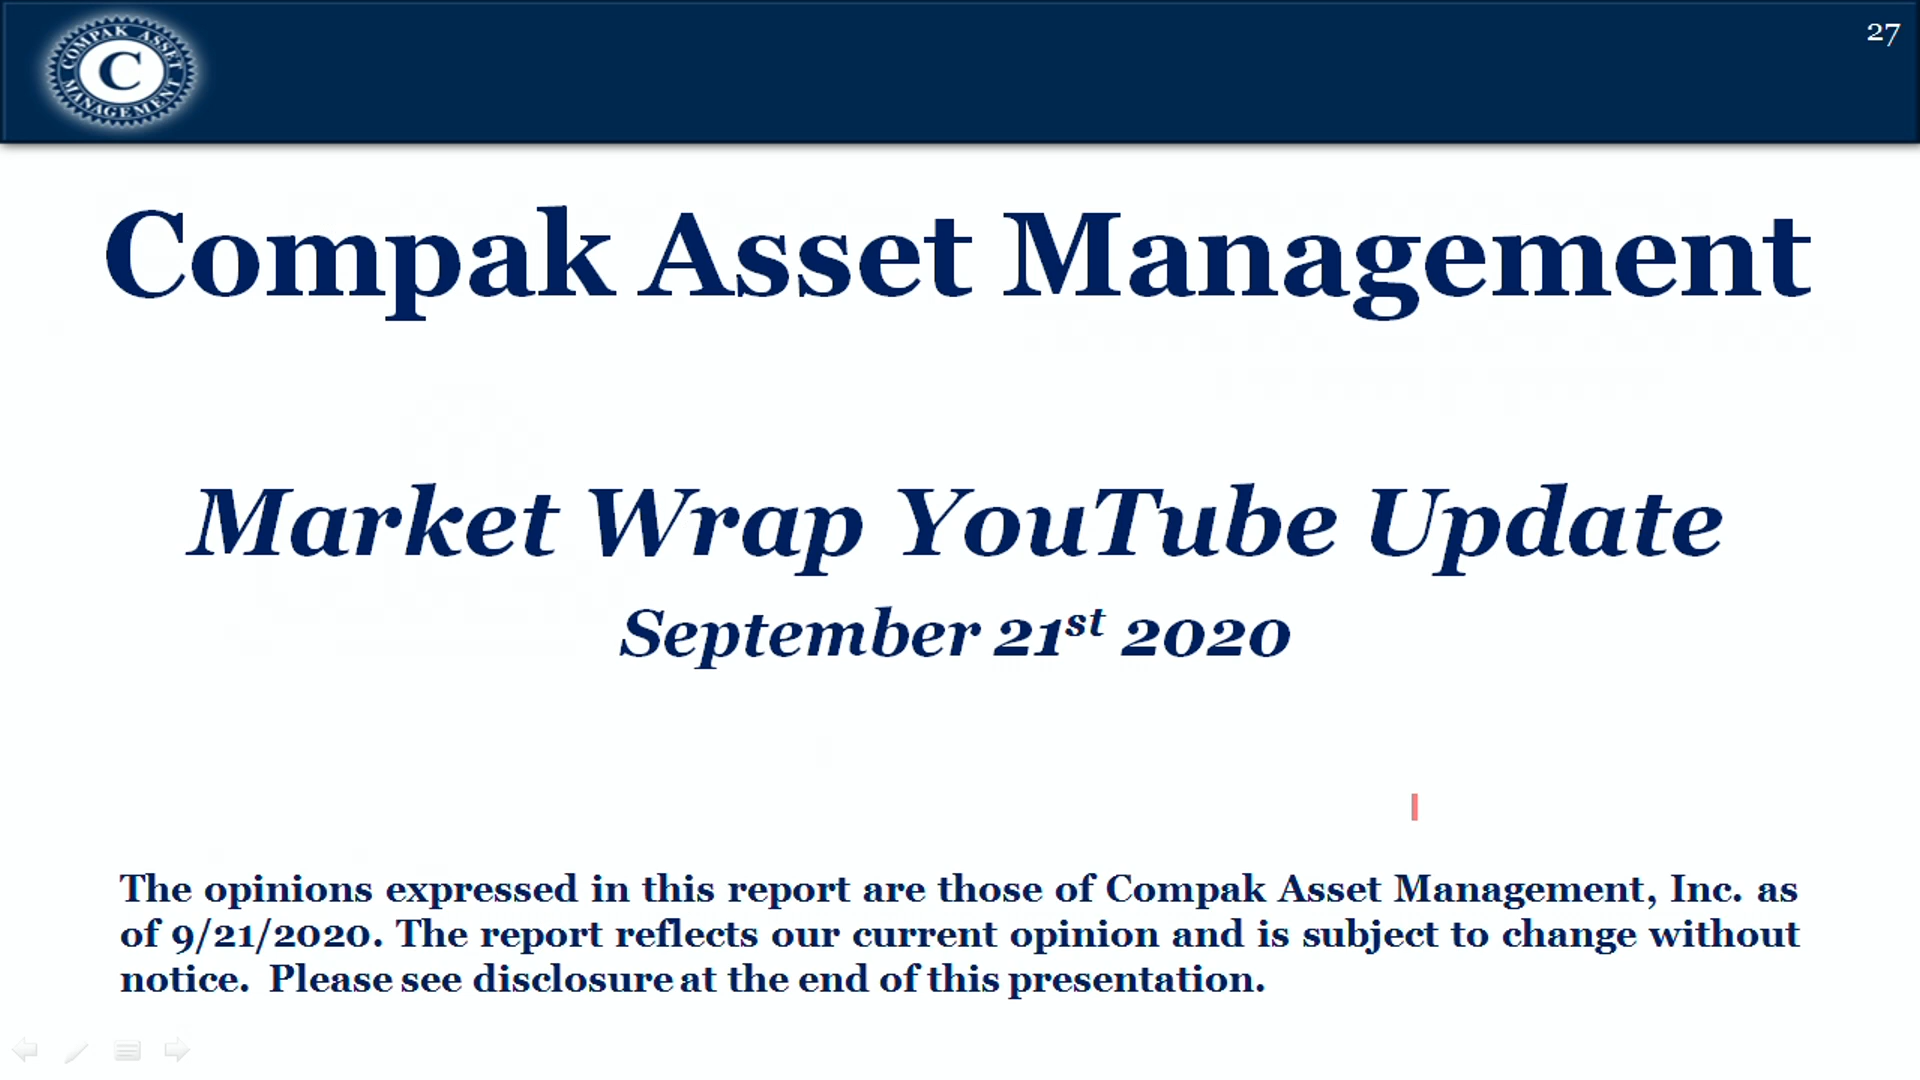 COMPAK ASSET
C
MANAGEMENT
27
Compak Asset Management
Market Wrap YouTube Update
September 21st 2020
The opinions expressed in this report are those of Compak Asset Management, Inc. as
of 9/21/2020. The report reflects our current opinion and is subject to change without
notice. Please see disclosure at the end of this presentation.